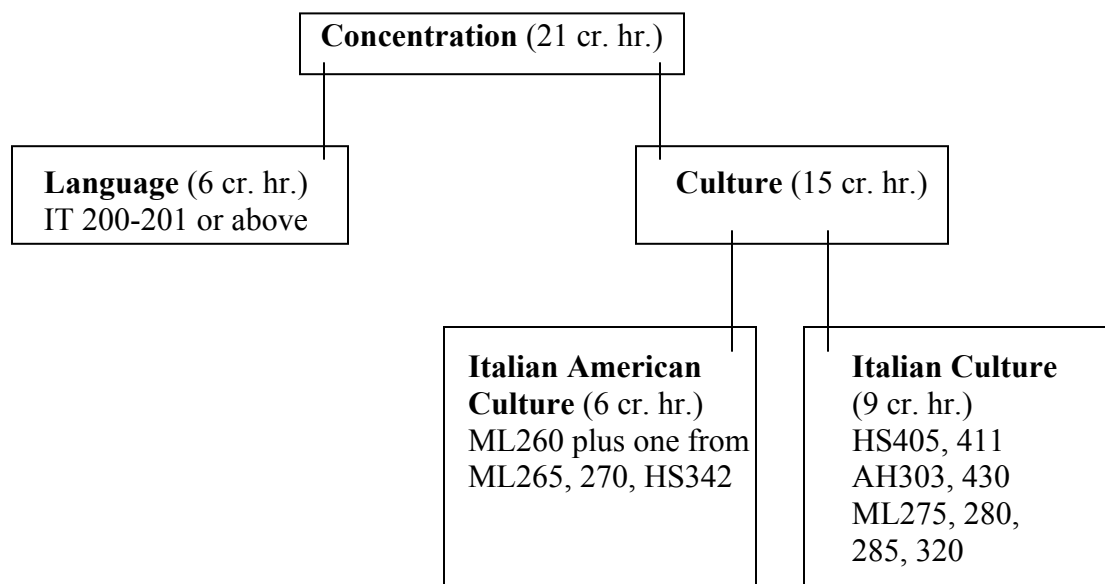 Concentration (21 cr. hr.)
Language (6 cr. hr.)
IT 200-201 or above
Culture (15 cr. hr.)
Italian American
Culture (6 cr. hr.)
ML260 plus one from
ML265, 270, HS342
Italian Culture
(9 cr. hr.)
HS405, 411
AH303, 430
ML275, 280,
285, 320